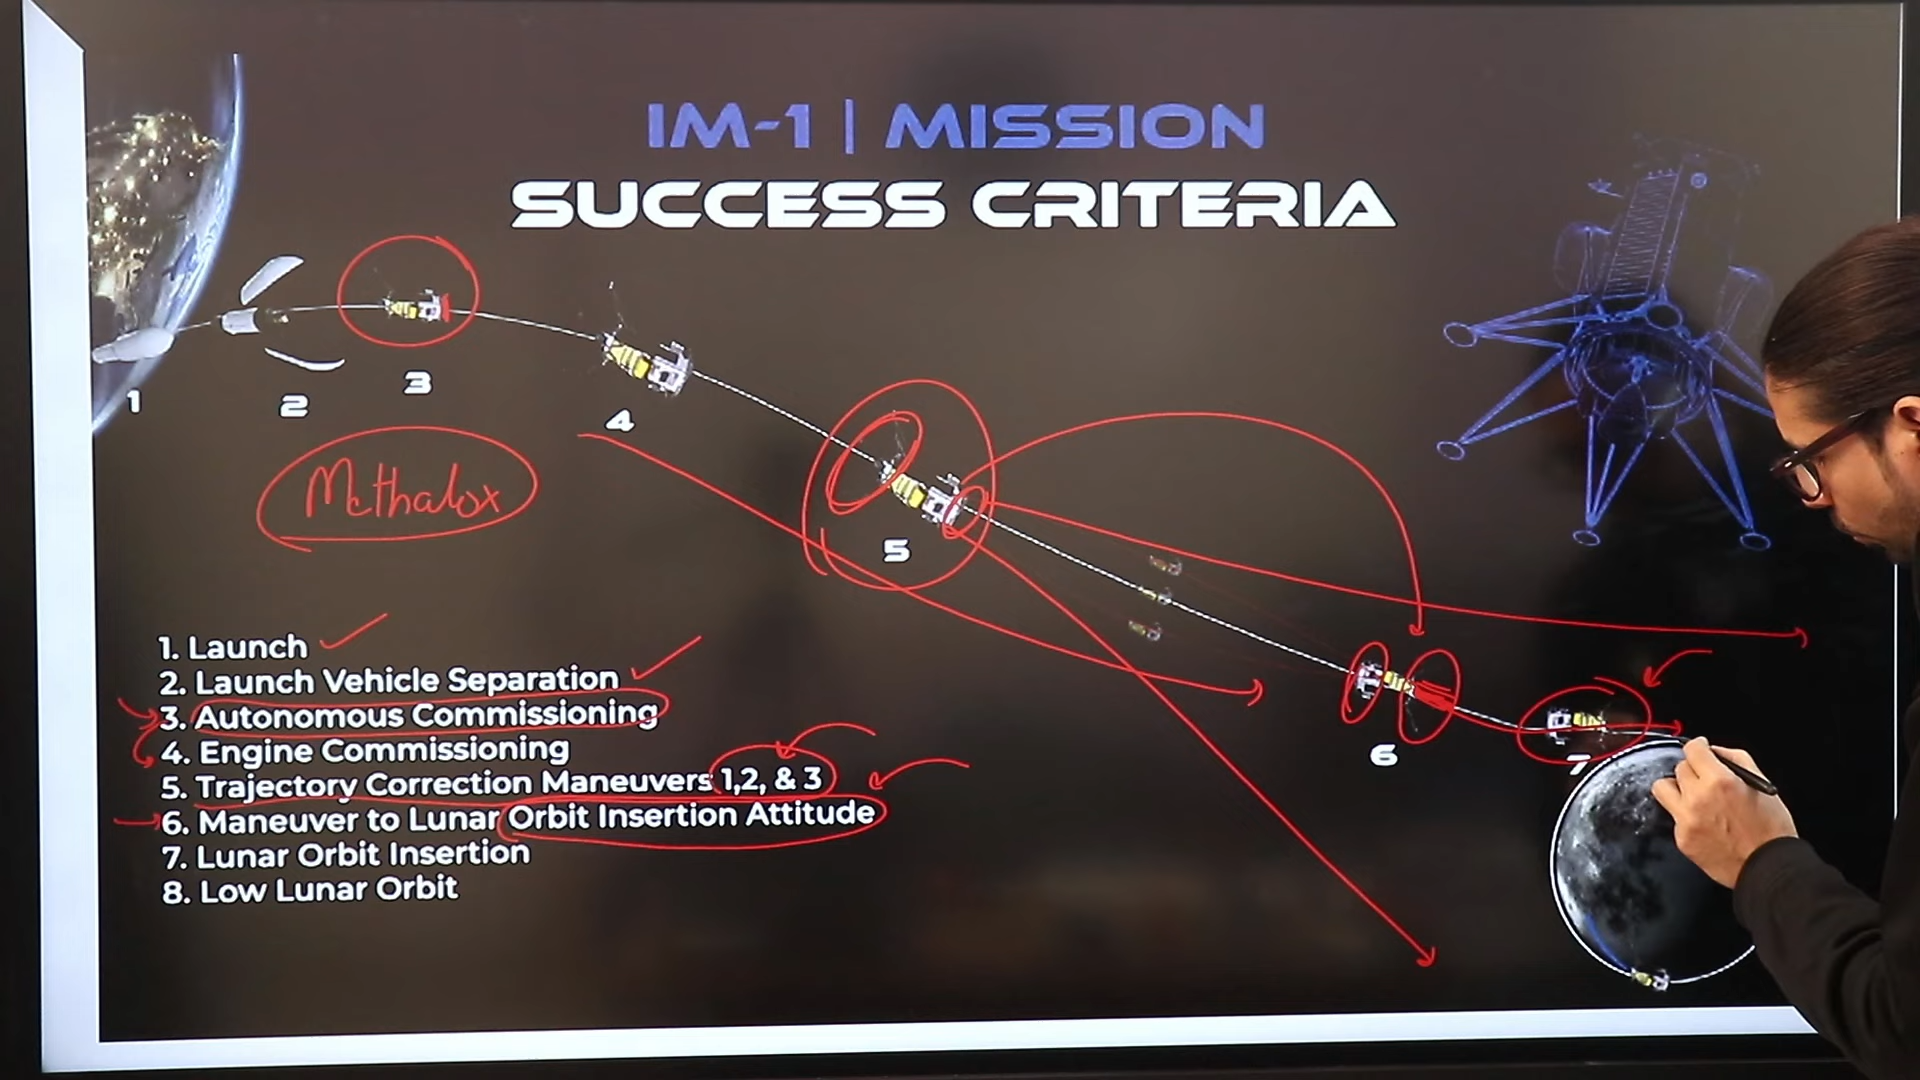 IM-1 | MISSION
SUCCESS CRITERIA
1
2
3
4
5
6
7
Methalox
1. Launch
2. Launch Vehicle Separation
3. Autonomous Commissioning
4. Engine Commissioning
5. Trajectory Correction Maneuvers 1,2, & 3
6. Maneuver to Lunar Orbit Insertion Attitude
7. Lunar Orbit Insertion
8. Low Lunar Orbit